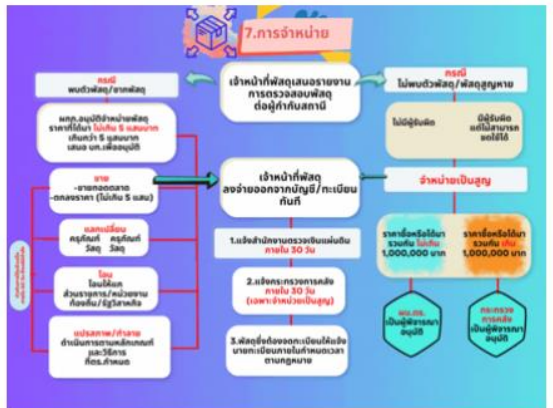 7.การจำหน่าย
เจ้าหน้าที่พัสดุเสนอรายงาน
การตรวจสอบพัสดุ
ต่อผู้กำกับสถานี
กรณี
พบตัวพัสดุ/ซากพัสดุ
ผกก.อนุมัติจำหน่ายพัสดุ
ราคาที่ได้มา ไม่เกิน 5 แสนบาท
เกินกว่า 5 แสนบาท
เสนอ บก.เพื่ออนุมัติ
ขาย
-ขายทอดตลาด
-ตกลงราคา (ไม่เกิน 5 แสน)
แลกเปลี่ยน
ครุภัณฑ์ ครุภัณฑ์
วัสดุ วัสดุ
โอน
โอนให้แก่
ส่วนราชการ/หน่วยงาน
ท้องถิ่น/รัฐวิสาหกิจ
แปรสภาพ/ทำลาย
ดำเนินการตามหลักเกณฑ์
และวิธีการ
ที่ตร.กำหนด
เจ้าหน้าที่พัสดุ
ลงจ่ายออกจากบัญชี/ทะเบียน
ทันที
1.แจ้งสำนักงานตรวจเงินแผ่นดิน
ภายใน 30 วัน
2.แจ้งกระทรวงการคลัง
ภายใน 30 วัน
(เฉพาะจำหน่ายเป็นสูญ)
3.พัสดุซึ่งต้องจดทะเบียนให้แจ้ง
นายทะเบียนภายในกำหนดเวลา
ตามกฎหมาย
กรณี
ไม่พบตัวพัสดุ/พัสดุสูญหาย
ไม่มีผู้รับผิด
มีผู้รับผิด
แต่ไม่สามารถ
ชดใช้ได้
จำหน่ายเป็นสูญ
ราคาซื้อหรือได้มา
รวมกัน ไม่เกิน
1,000,000 บาท
ราคาซื้อหรือได้มา
รวมกัน เกิน
1,000,000 บาท
ผบ.ตร.
เป็นผู้พิจารณา
อนุมัติ
กระทรวง
การคลัง
เป็นผู้พิจารณา
อนุมัติ